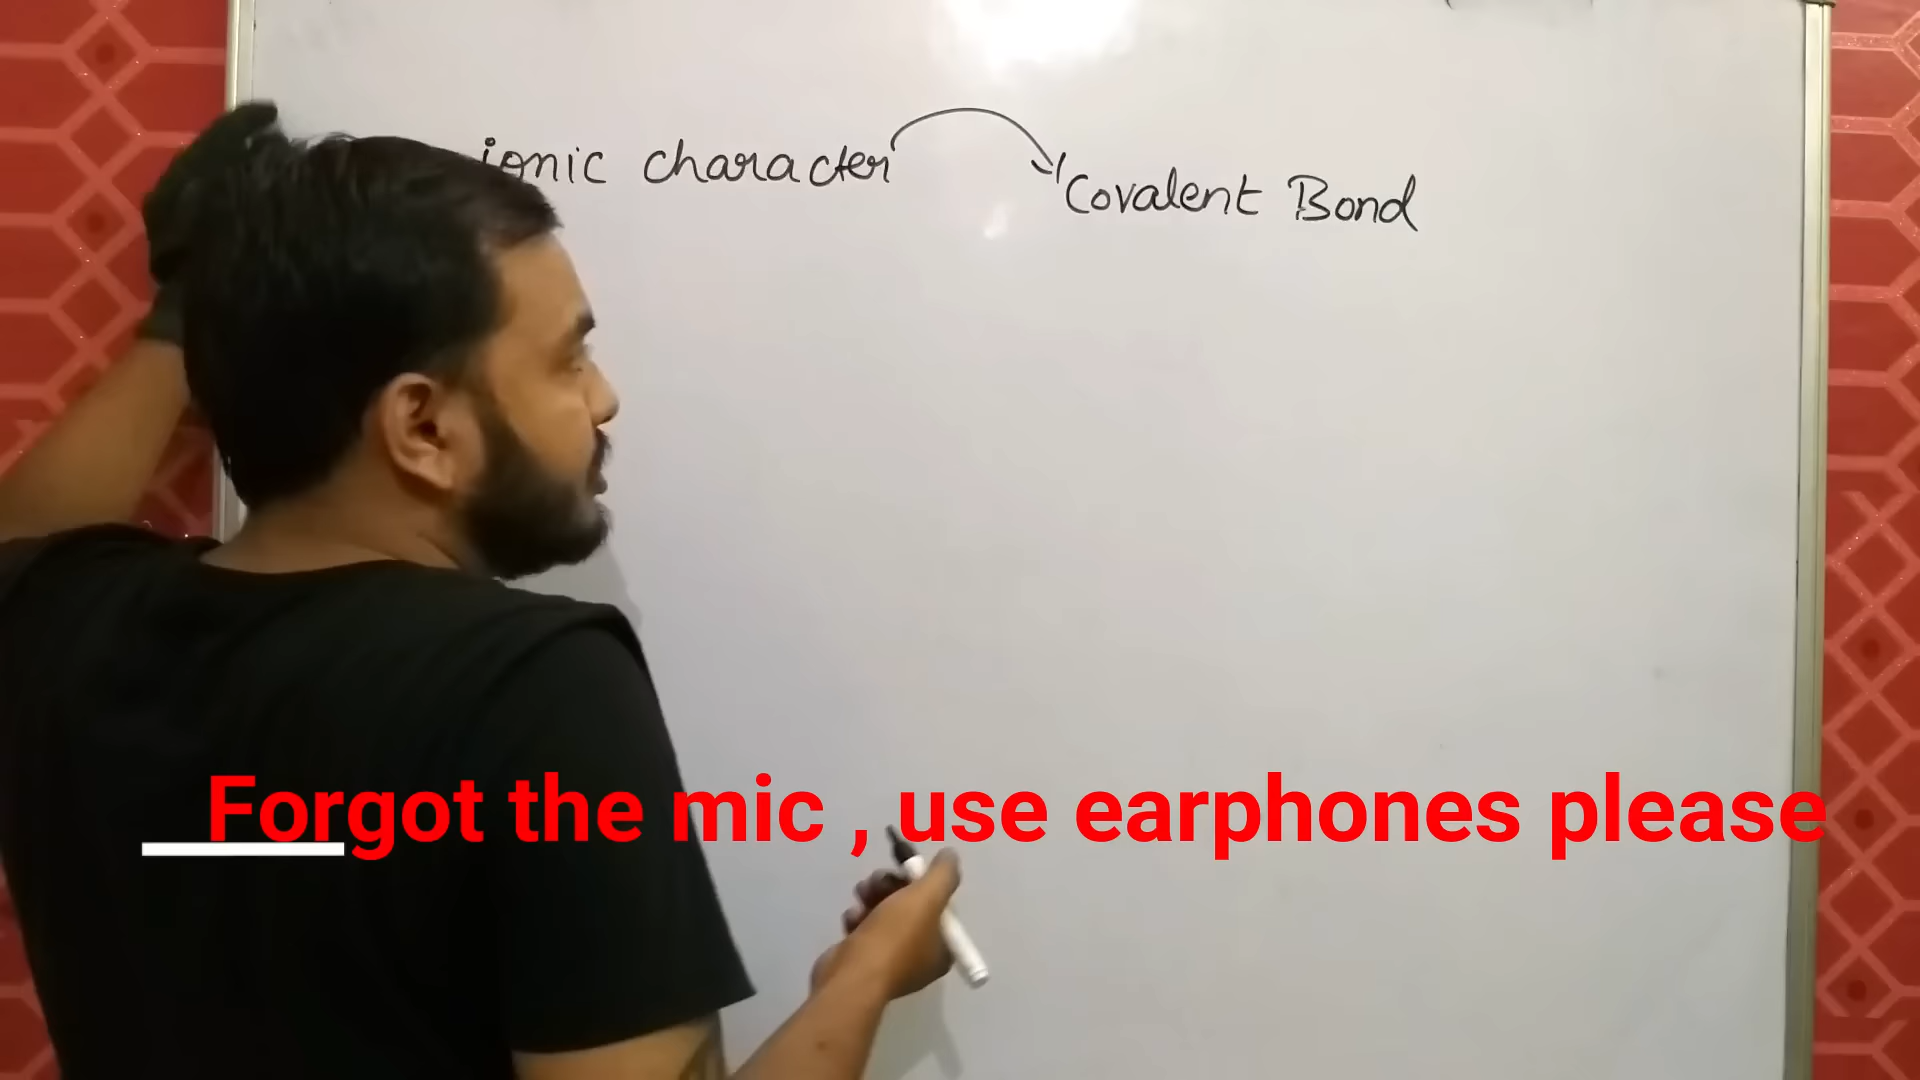 ionic character
Covalent Bond
Forgot the mic , use earphones please